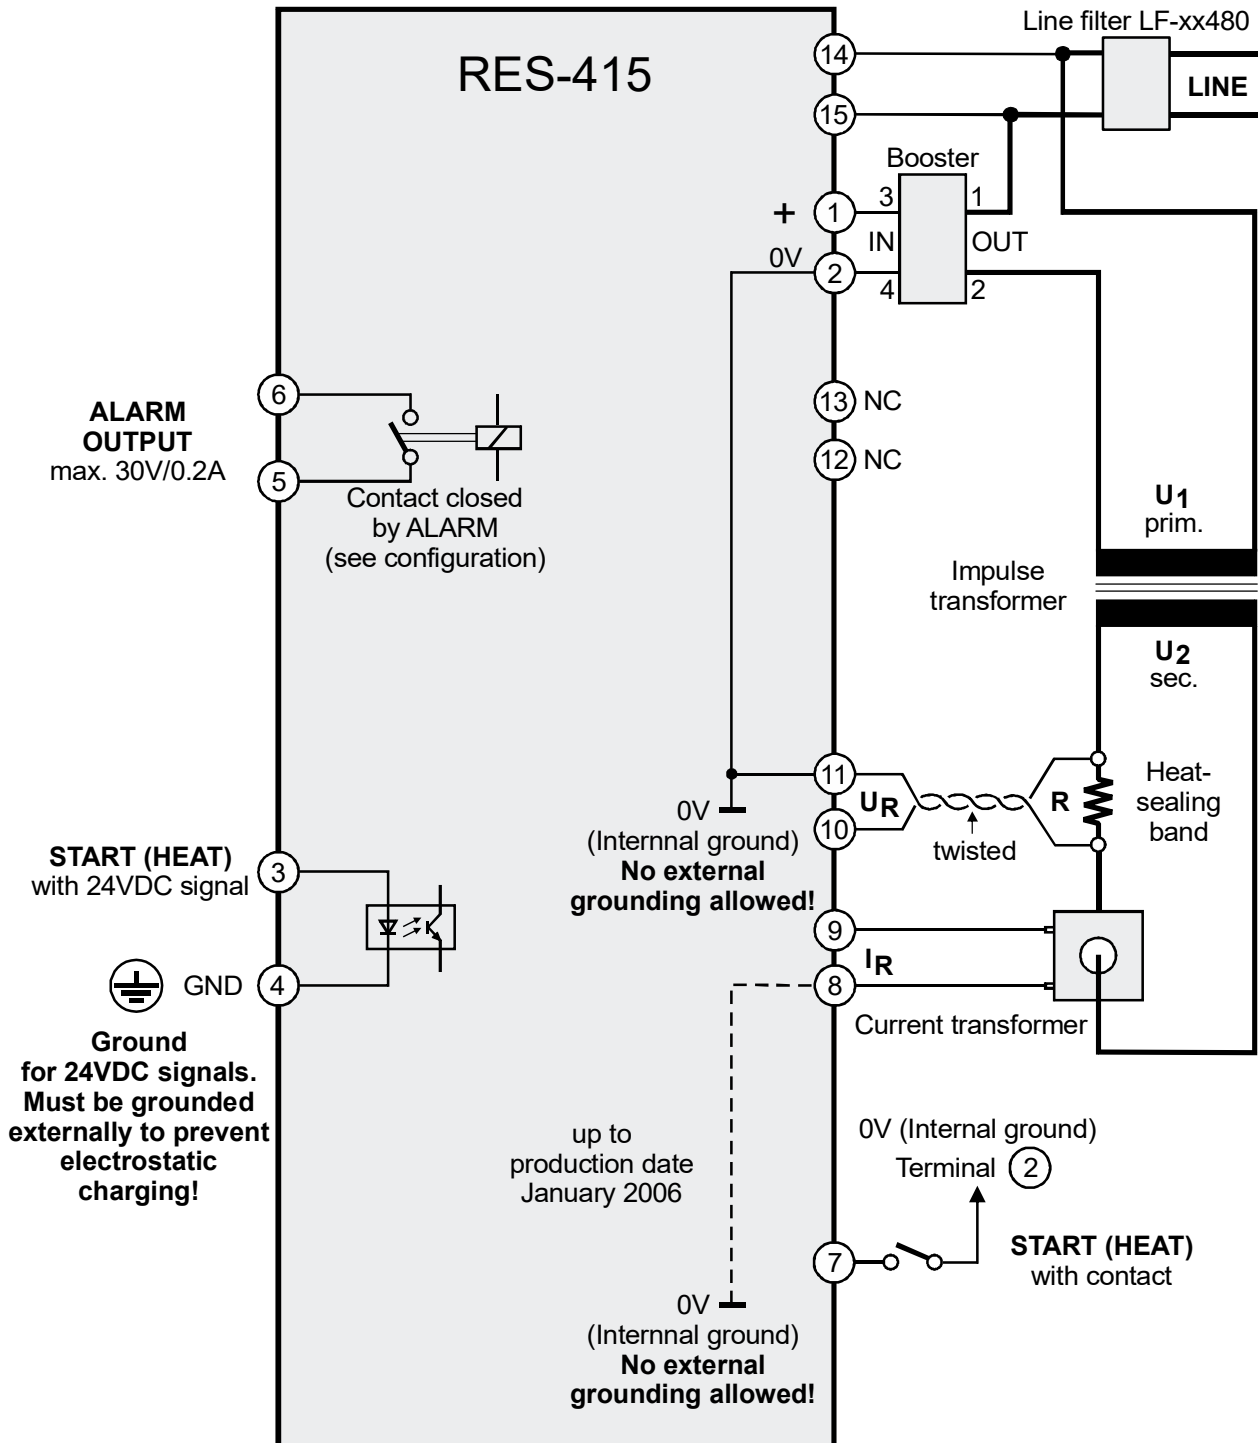 Line filter LF-xx480
RES-415
14
LINE
15
Booster
+
1
3
1
IN
OUT
0V
2
4
2
6
ALARM
OUTPUT
max. 30V/0.2A
5
Contact closed
by ALARM
(see configuration)
13 NC
12 NC
U1
prim.
Impulse
transformer
U2
sec.
11
UR
10
twisted
R
Heat-
sealing
band
0V
(Internnal ground)
No external
grounding allowed!
START (HEAT)
with 24VDC signal
3
GND
4
Ground
for 24VDC signals.
Must be grounded
externally to prevent
electrostatic
charging!
9
IR
8
Current transformer
up to
production date
January 2006
0V (Internal ground)
Terminal 2
7
START (HEAT)
with contact
0V
(Internnal ground)
No external
grounding allowed!